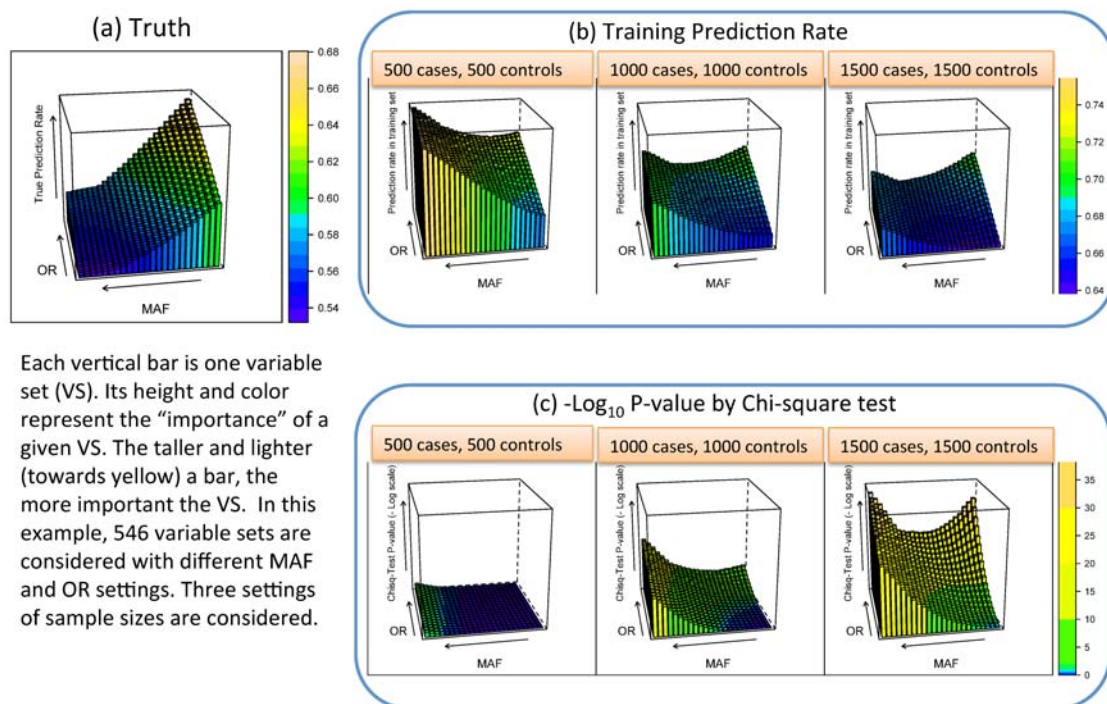 (a) Truth
True Prediction Rate
OR
MAF
0.68
0.66
0.64
0.62
0.60
0.58
0.56
0.54
(b) Training Prediction Rate
500 cases, 500 controls
1000 cases, 1000 controls
1500 cases, 1500 controls
Prediction rate in training set
OR
MAF
Prediction rate in training set
OR
MAF
Prediction rate in training set
OR
MAF
0.74
0.72
0.70
0.68
0.66
0.64
Each vertical bar is one variable
set (VS). Its height and color
represent the “importance” of a
given VS. The taller and lighter
(towards yellow) a bar, the
more important the VS.  In this
example, 546 variable sets are
considered with different MAF
and OR settings. Three settings
of sample sizes are considered.
(c) -Log₁₀ P-value by Chi-square test
500 cases, 500 controls
1000 cases, 1000 controls
1500 cases, 1500 controls
Chisq-Test P-value (- Log scale)
OR
MAF
Chisq-Test P-value (- Log scale)
OR
MAF
Chisq-Test P-value (- Log scale)
OR
MAF
35
30
25
20
15
10
5
0